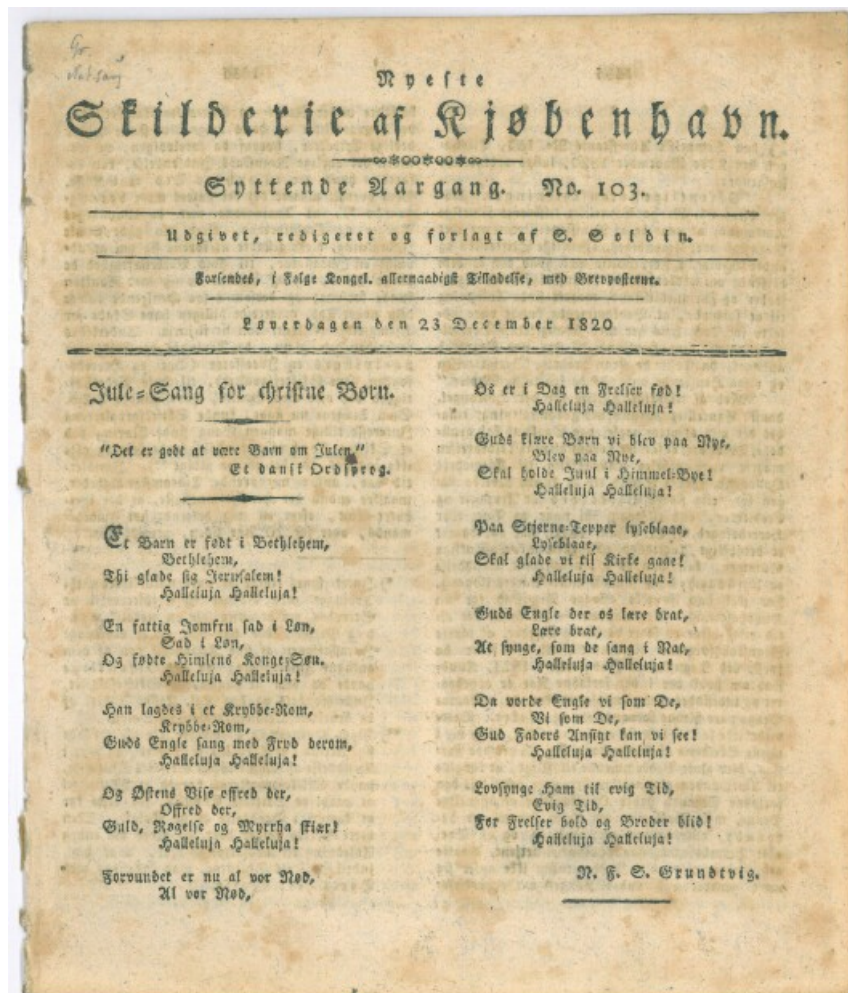 Nyeste
Skilderie af Kjøbenhavn.
Syttende Aargang. No. 103.
Udgivet, redigeret og forlagt af S. Soldin.
Forsendes, i Følge Kongel. allernaadigst Tilladelse, med Brevposterne.
Løverdagen den 23 December 1820
Jule-Sang for christne Børn.
"Det er godt at være Barn om Julen"
Et dansk Ordsprog.
Et Barn er født i Bethlehem,
Bethlehem,
Thi glæde sig Jerusalem!
Halleluja Halleluja!
En fattig Jomfru sad i Løn,
Sad i Løn,
Og fødte Himlens Konge-Søn.
Halleluja Halleluja!
Han lagdes i et Krybbe-Rom,
Krybbe-Rom,
Guds Engle sang med Fryd derom,
Halleluja Halleluja!
Og Østens Vise offred der,
Offred der,
Guld, Røgelse og Myrrha skiær!
Halleluja Halleluja!
Forvundet er nu al vor Nød,
Al vor Nød,
Os er i Dag en Frelser fød!
Halleluja Halleluja!
Guds kiære Børn vi blev paa Nye,
Blev paa Nye,
Skal holde Juul i Himmel-Bye!
Halleluja Halleluja!
Paa Stjerne-Tepper lyseblaae,
Lyseblaae,
Skal glade vi til Kirke gaae!
Halleluja Halleluja!
Guds Engle der os lære brat,
Lære brat,
At synge, som de sang i Nat,
Halleluja Halleluja!
Da vorde Engle vi som De,
Vi som De,
Gud Faders Ansigt kan vi see!
Halleluja Halleluja!
Lovsynge Ham til evig Tid,
Evig Tid,
For Frelser bold og Broder blid!
Halleluja Halleluja!
N. F. S. Grundtvig.